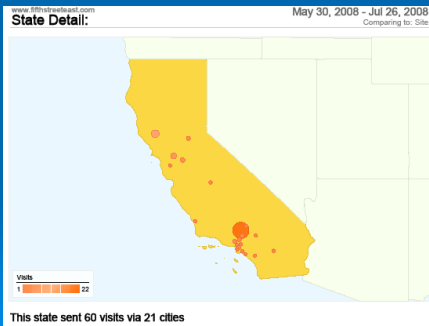 www.fifthstreeteast.com
State Detail:
May 30, 2008 - Jul 26, 2008
Comparing to: Site
Visits
1 22
This state sent 60 visits via 21 cities